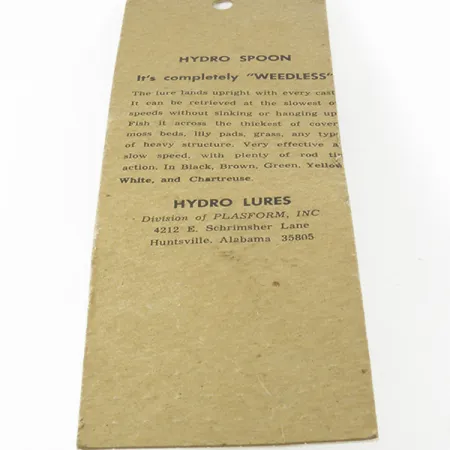 HYDRO SPOON
It's completely "WEEDLESS"
The lure lands upright with every cast
It can be retrieved at the slowest o
speeds without sinking or hanging up
Fish it across the thickest of cover
moss beds, lily pads, grass, any typ
of heavy structure. Very effective a
slow speed, with plenty of rod ti
action. In Black, Brown, Green, Yellow
White, and Chartreuse.
HYDRO LURES
Division of PLASFORM, INC
4212 E. Schrimsher Lane
Huntsville, Alabama 35805